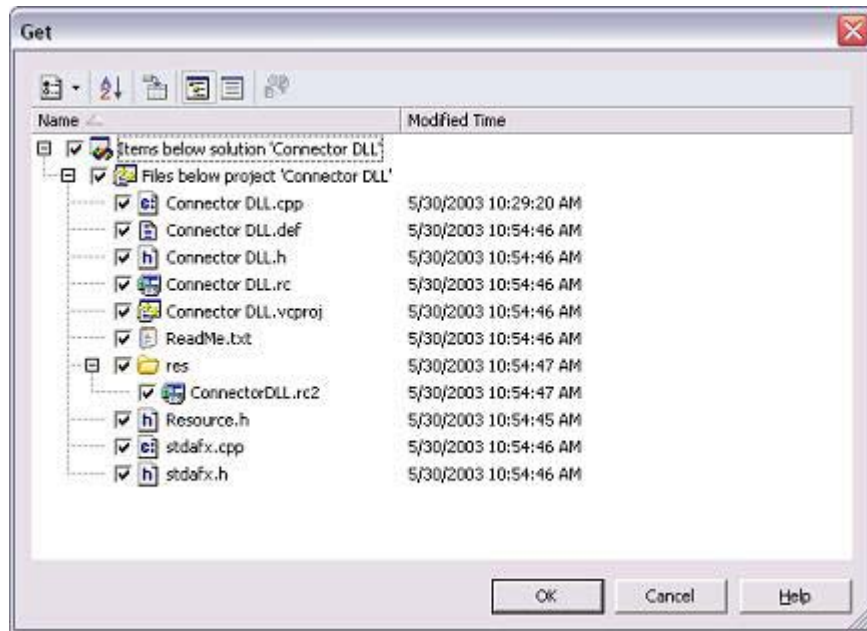 Get
Name Modified Time
Items below solution 'Connector DLL'
Files below project 'Connector DLL'
Connector DLL.cpp 5/30/2003 10:29:20 AM
Connector DLL.def 5/30/2003 10:54:46 AM
Connector DLL.h 5/30/2003 10:54:46 AM
Connector DLL.rc 5/30/2003 10:54:46 AM
Connector DLL.vcproj 5/30/2003 10:54:46 AM
ReadMe.txt 5/30/2003 10:54:46 AM
res 5/30/2003 10:54:47 AM
ConnectorDLL.rc2 5/30/2003 10:54:47 AM
Resource.h 5/30/2003 10:54:45 AM
stdafx.cpp 5/30/2003 10:54:46 AM
stdafx.h 5/30/2003 10:54:46 AM
OK Cancel Help